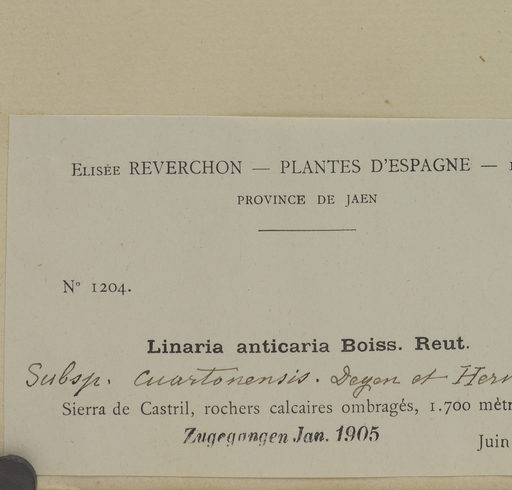 Elisée REVERCHON — PLANTES D'ESPAGNE —
PROVINCE DE JAEN
N° 1204.
Linaria anticaria Boiss. Reut.
Subsp. cuartanensis. Degen et
Sierra de Castril, rochers calcaires ombragés, 1.700
Zugegangen Jan. 1905
Juin